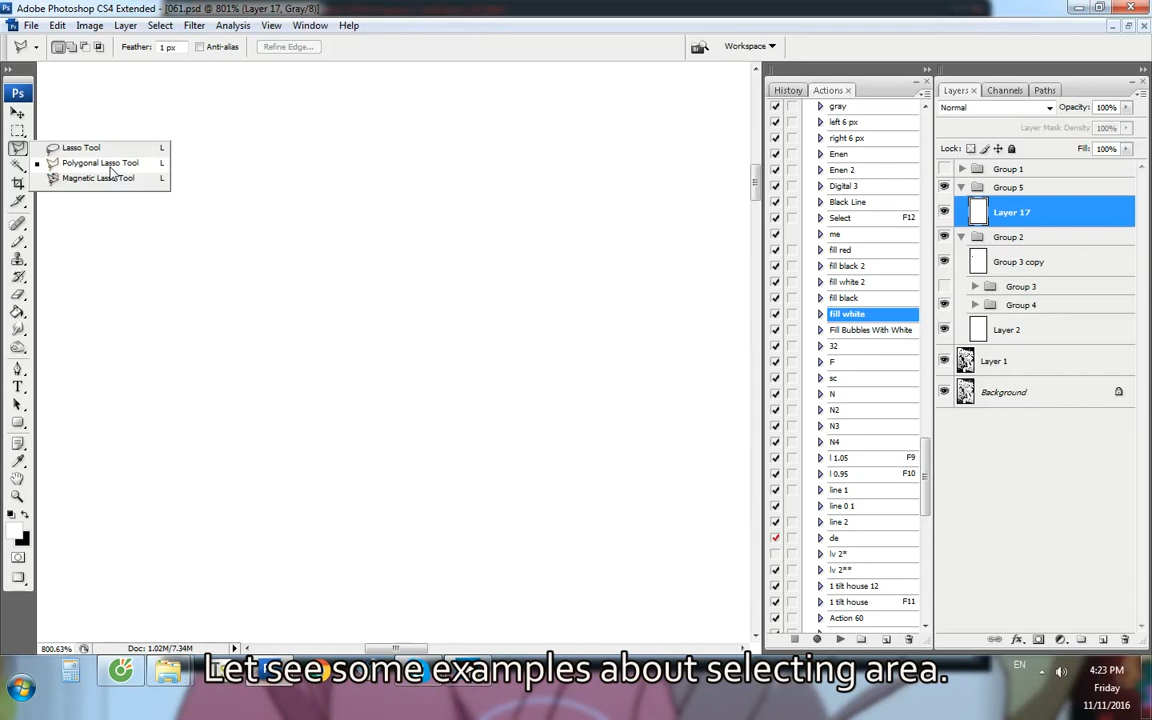 Adobe Photoshop CS4 Extended - [061.psd @ 801% (Layer 17, Gray/8)]
File Edit Image Layer Select Filter Analysis View Window Help
Feather: 1 px Anti-alias Refine Edge... Workspace
Ps
Lasso Tool L
Polygonal Lasso Tool L
Magnetic Lasso Tool L
T
History Actions
gray
left 6 px
right 6 px
Enen
Enen 2
Digital 3
Black Line
Select F12
me
fill red
fill black 2
fill white 2
fill black
fill white
Fill Bubbles With White
32
F
sc
N
N2
N3
N4
l 1.05 F9
l 0.95 F10
line 1
line 0 1
line 2
de
lv 2*
lv 2**
1 tilt house 12
1 tilt house F11
Action 60
Layers Channels Paths
Normal Opacity: 100%
Layer Mask Density: 100%
Lock: Fill: 100%
Group 1
Group 5
Layer 17
Group 2
Group 3 copy
Group 3
Group 4
Layer 2
Layer 1
Background
800.63% Doc: 1.02M/7.34M
Let see some examples about selecting area.
EN
4:23 PM
Friday
11/11/2016